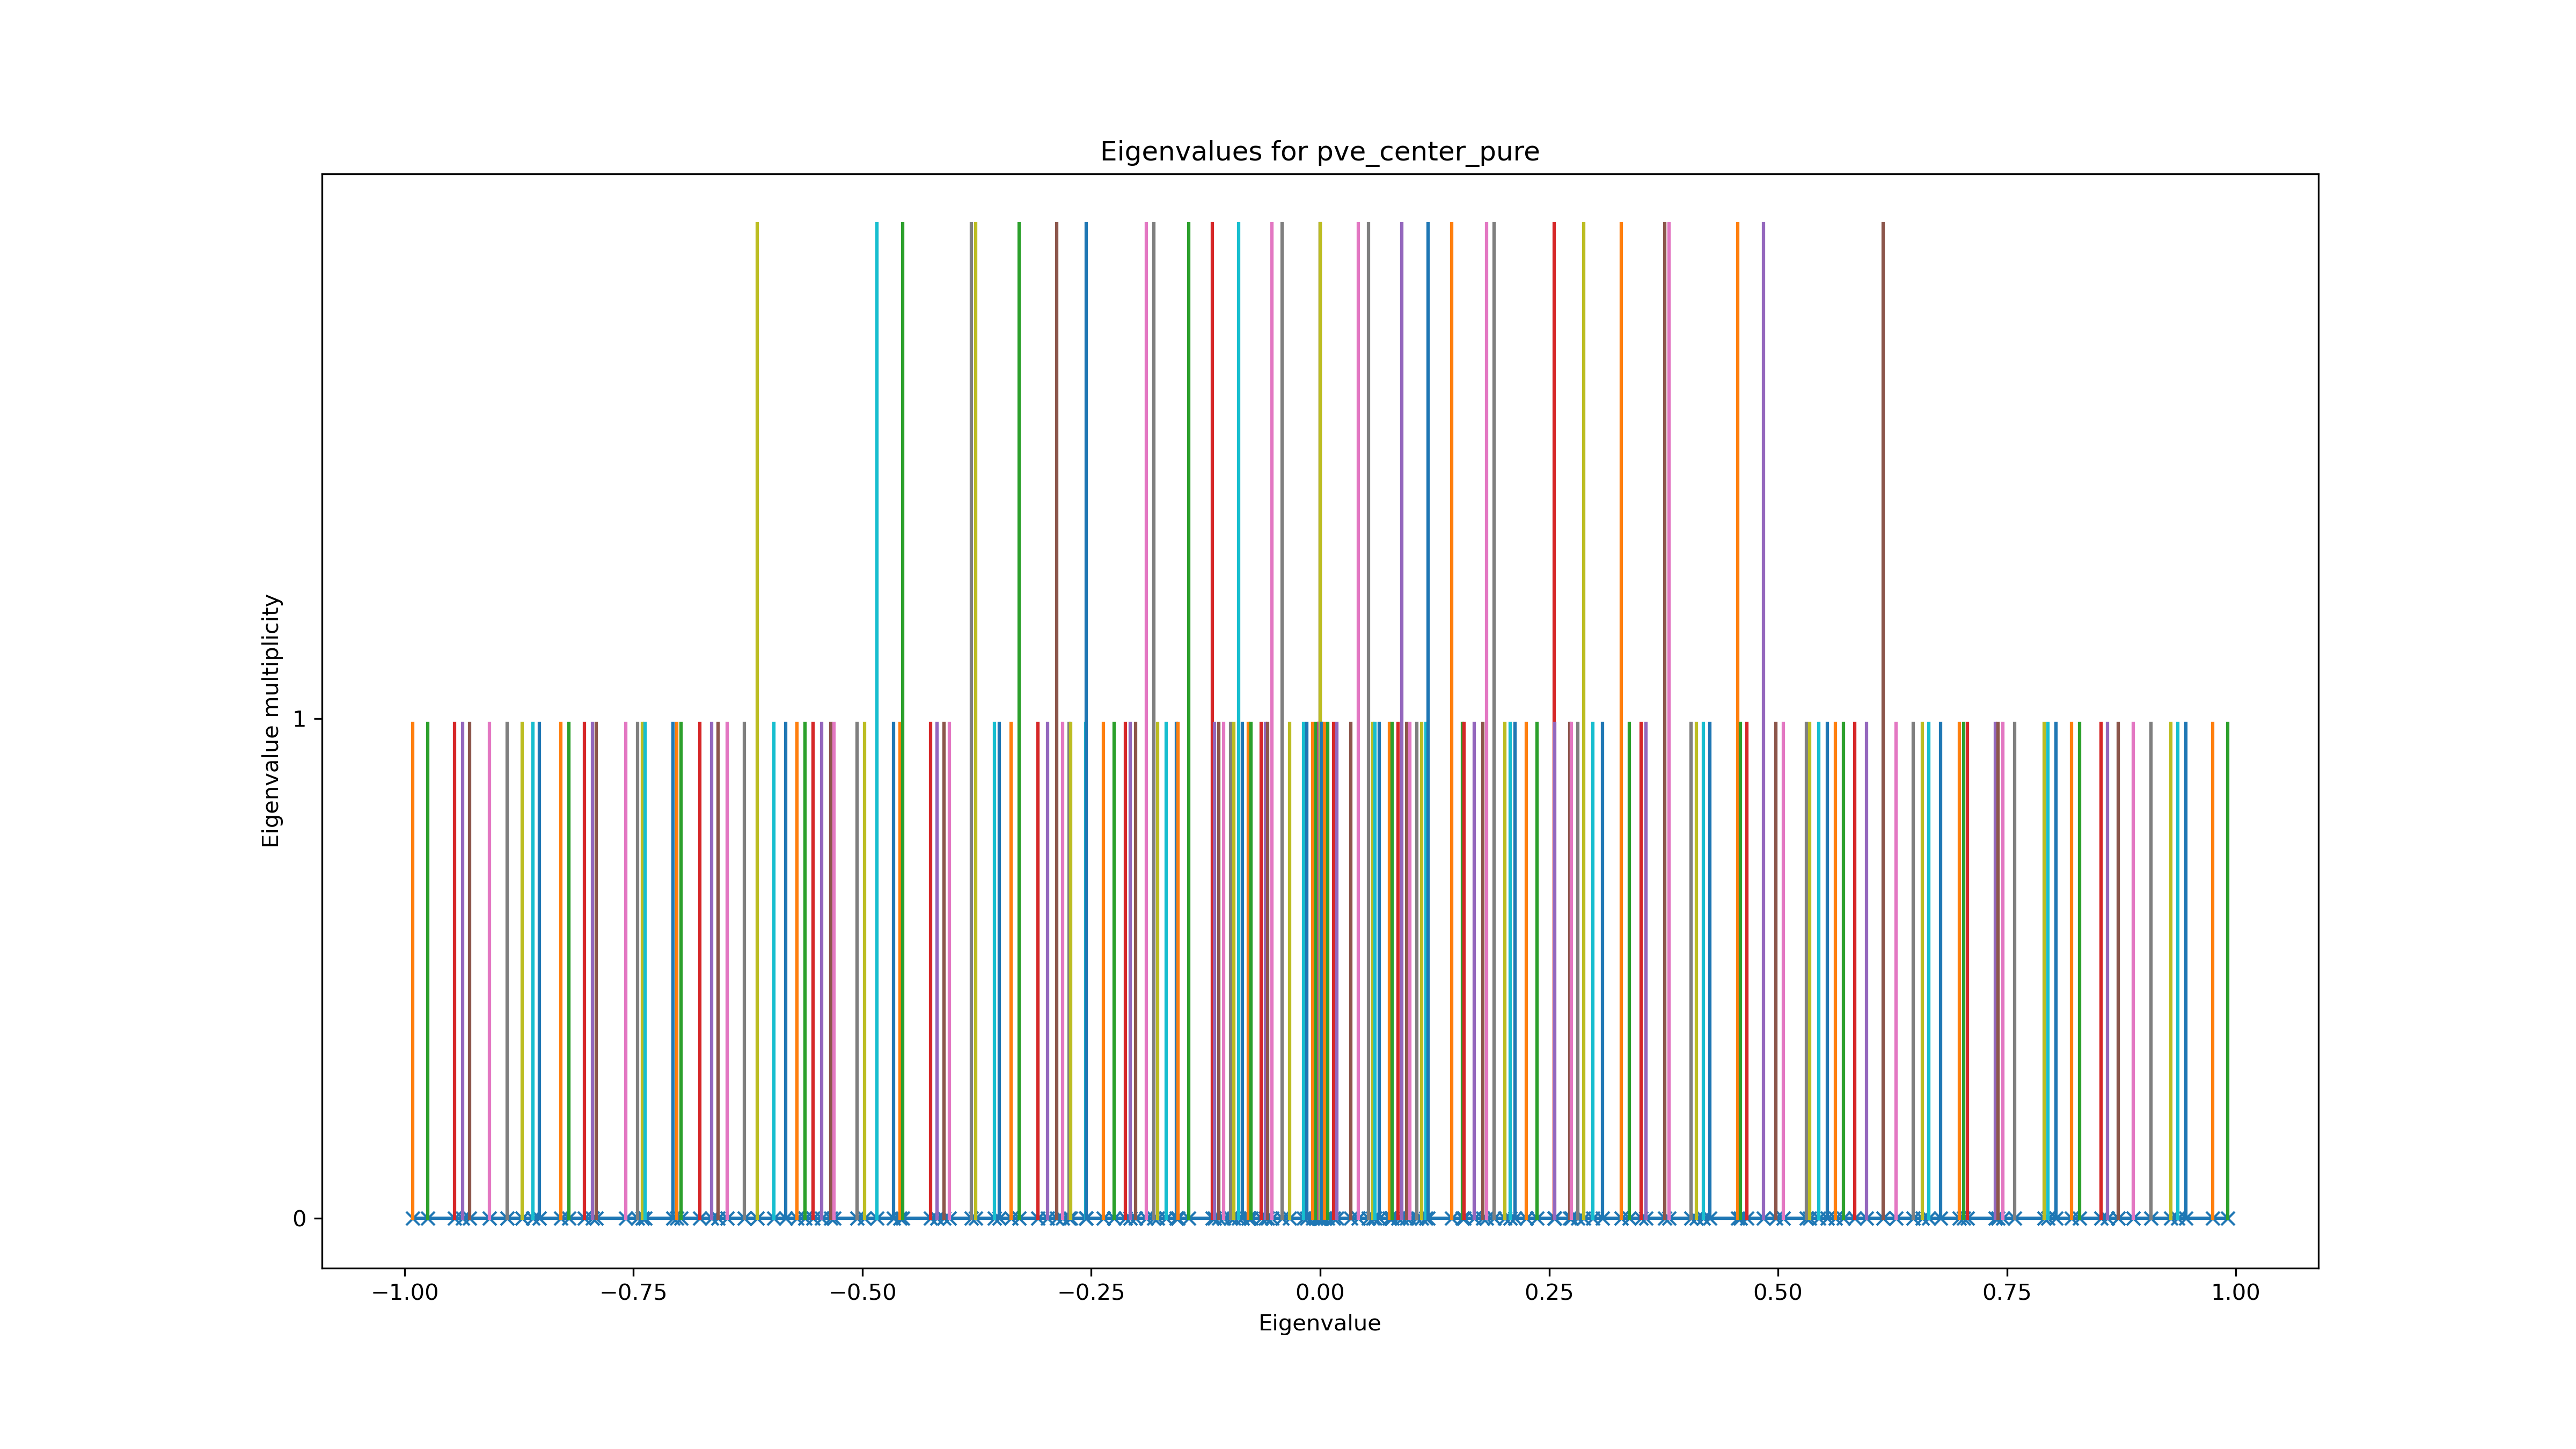 Eigenvalues for pve_center_pure
Eigenvalue multiplicity
1
0
−1.00 −0.75 −0.50 −0.25 0.00 0.25 0.50 0.75 1.00
Eigenvalue